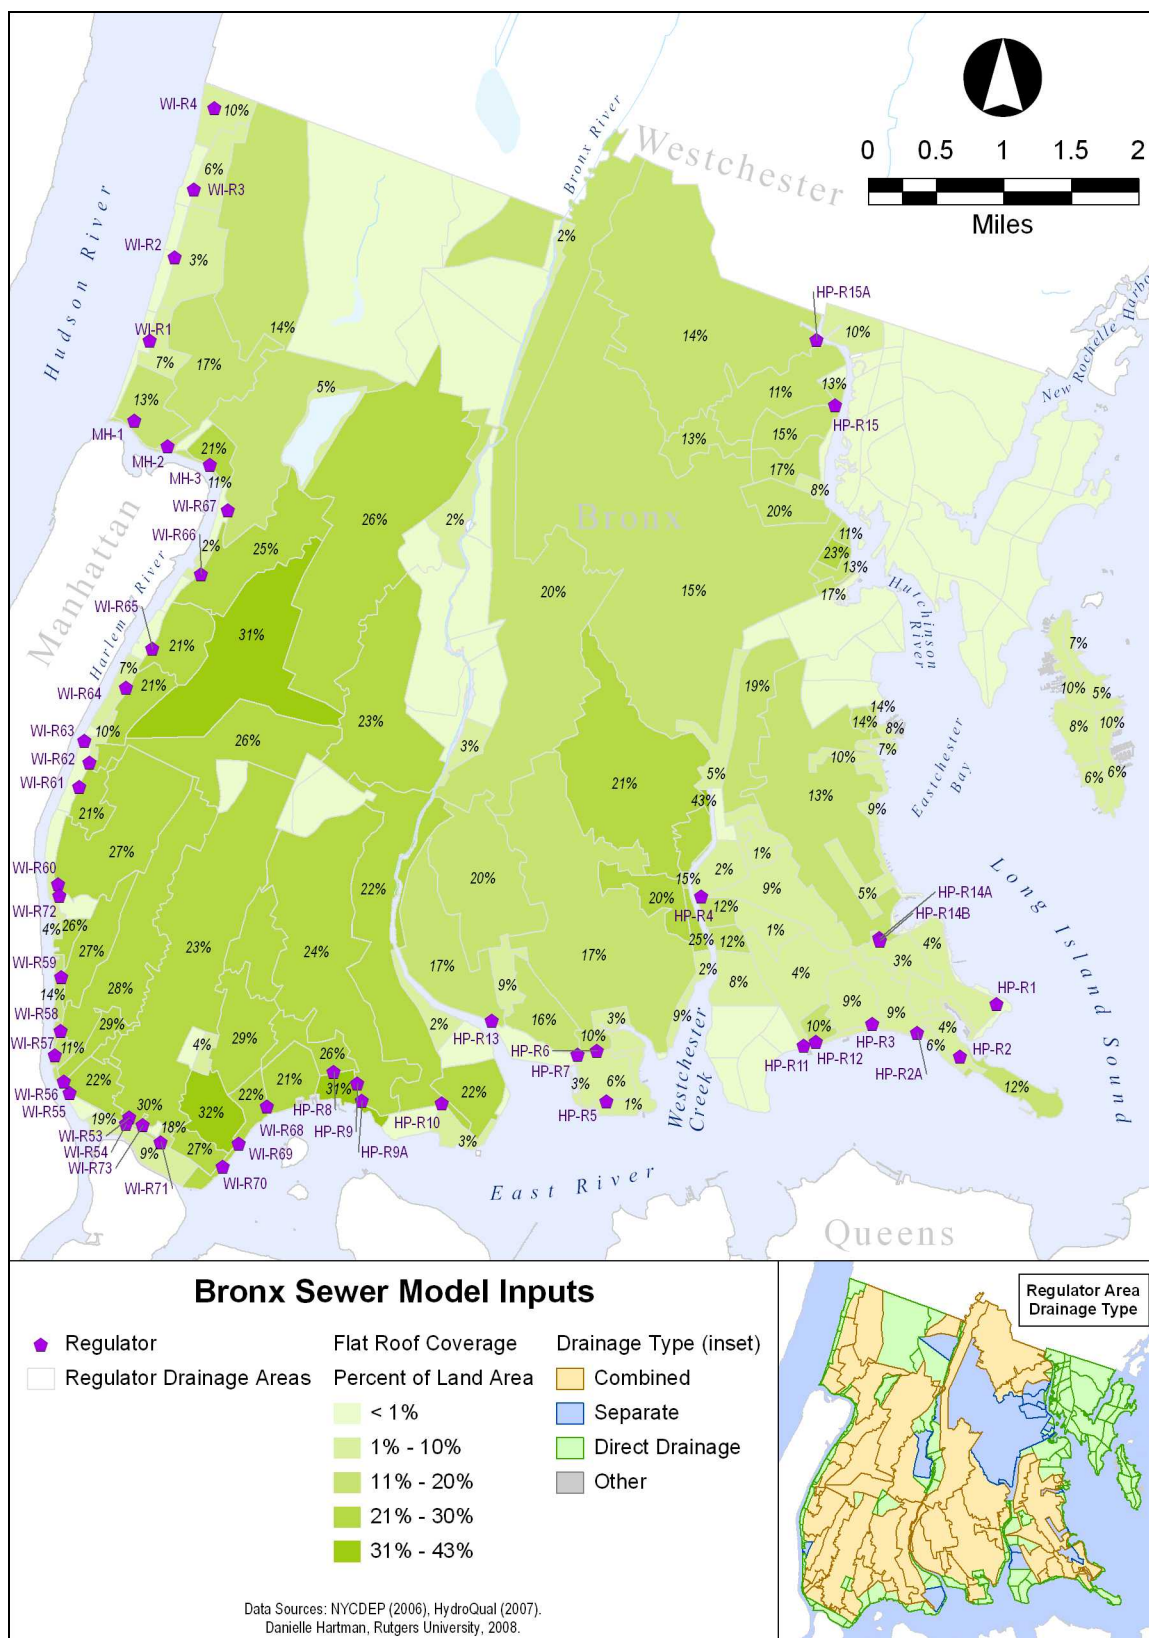 WI-R4
10%
Bronx River
Westchester
0 0.5 1 1.5 2
Miles
6%
WI-R3
Hudson River
WI-R2
3%
2%
HP-R15A
New Rochelle Harbo
WI-R1
14%
14%
10%
7%
17%
5%
11%
13%
13%
HP-R15
MH-1
MH-2
21%
13%
15%
MH-3
11%
17%
WI-R67
8%
Manhattan
26%
2%
Bronx
20%
WI-R66
2%
25%
11%
23%
13%
Harlem River
20%
15%
17%
Hutchinson
River
WI-R65
21%
31%
7%
7%
21%
19%
10%
5%
WI-R64
14%
14%
8%
8%
10%
WI-R63
10%
23%
26%
3%
7%
10%
WI-R62
5%
21%
6%
6%
WI-R61
43%
13%
9%
Eastchester
Bay
21%
27%
1%
WI-R60
22%
20%
15%
2%
9%
5%
HP-R14A
WI-R72
20%
HP-R4
12%
HP-R14B
4%
26%
27%
23%
24%
25%
12%
1%
4%
Long Island Sound
WI-R59
17%
17%
2%
3%
14%
28%
9%
8%
4%
HP-R1
WI-R58
29%
29%
2%
16%
3%
9%
9%
9%
4%
WI-R57
11%
4%
HP-R13
10%
10%
HP-R3
6%
26%
HP-R6
HP-R11
HP-R12
HP-R2
22%
21%
31%
HP-R7
Westchester
Creek
HP-R2A
WI-R56
22%
3%
6%
12%
WI-R55
30%
32%
22%
HP-R8
HP-R10
HP-R5
1%
19%
18%
WI-R68
HP-R9
WI-R53
27%
3%
WI-R54
9%
WI-R69
HP-R9A
WI-R73
WI-R71
WI-R70
East River
Queens
Bronx Sewer Model Inputs
Regulator
Regulator Drainage Areas
Flat Roof Coverage
Percent of Land Area
< 1%
1% - 10%
11% - 20%
21% - 30%
31% - 43%
Drainage Type (inset)
Combined
Separate
Direct Drainage
Other
Data Sources: NYCDEP (2006), HydroQual (2007).
Danielle Hartman, Rutgers University, 2008.
Regulator Area
Drainage Type